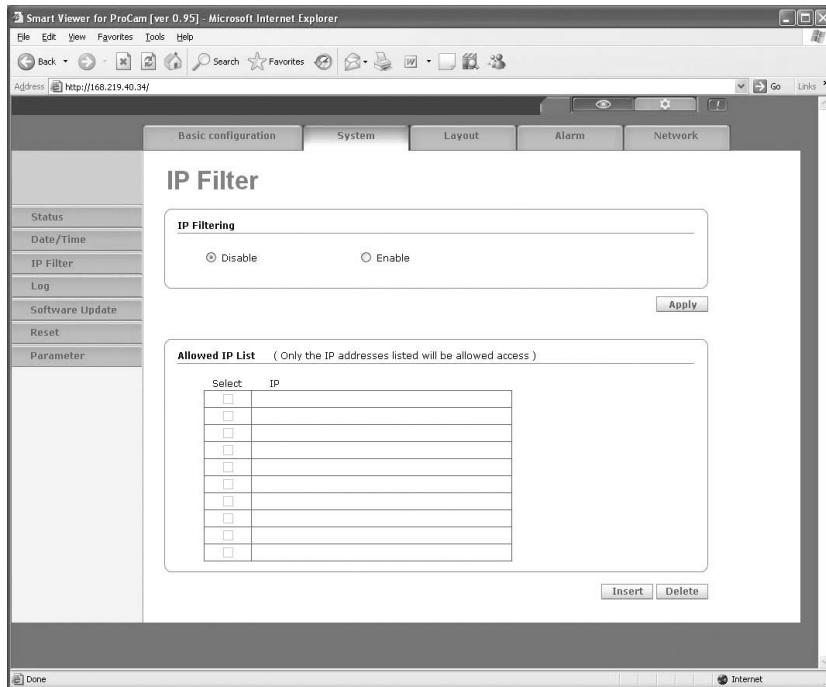 Smart Viewer for ProCam [ver 0.95] - Microsoft Internet Explorer
File Edit View Favorites Tools Help
Back Search Favorites
Address http://168.219.40.34/ Go Links
Basic configuration System Layout Alarm Network
IP Filter
Status
Date/Time
IP Filter
Log
Software Update
Reset
Parameter
IP Filtering
Disable Enable
Apply
Allowed IP List ( Only the IP addresses listed will be allowed access )
Select IP
Insert Delete
Done Internet